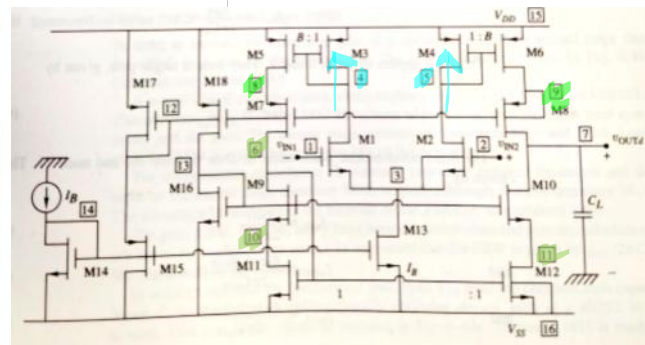 V_DD 15
M5 B : 1 M3 M4 1 : B M6
M17 M18 4 5
8 9
12 M7 M8
6 7 v_OUTd
v_IN1 1 M1 M2 2 v_IN2
13 3
I_B M16 M9 M10 C_L
14 M13
10 11
M14 M15 M11 I_B M12
1 : 1
V_SS 16